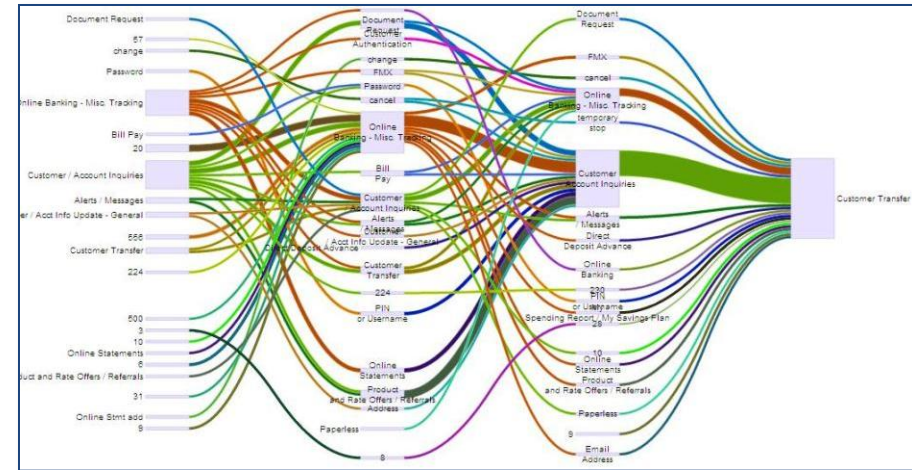 Document Request
57
change
Password
Online Banking - Misc. Tracking
Bill Pay
20
Customer / Account Inquiries
Alerts / Messages
er / Acct Info Update - General
556
Customer Transfer
224
500
3
10
Online Statements
6
duct and Rate Offers / Referrals
31
Online Stmt add
9
Document
Request
Customer
Authentication
change
FMX
Password
cancel
Online
Banking - Misc. Tracking
Bill
Pay
Customer
Account Inquiries
Alerts
/ Messages
Customer
/ Acct Info Update - General
Deposit Advance
Customer
Transfer
224
PIN
or Username
Online
Statements
Product
and Rate Offers / Referrals
Address
Paperless
8
Document
Request
FMX
cancel
Online
Banking - Misc. Tracking
temporary
stop
Customer
Account Inquiries
Alerts
/ Messages
Direct
Deposit Advance
Online
Banking
230
PIN
or Username
My
Spending Report / My Savings Plan
28
10
Online
Statements
Product
and Rate Offers / Referrals
Paperless
9
Email
Address
Customer Transfer